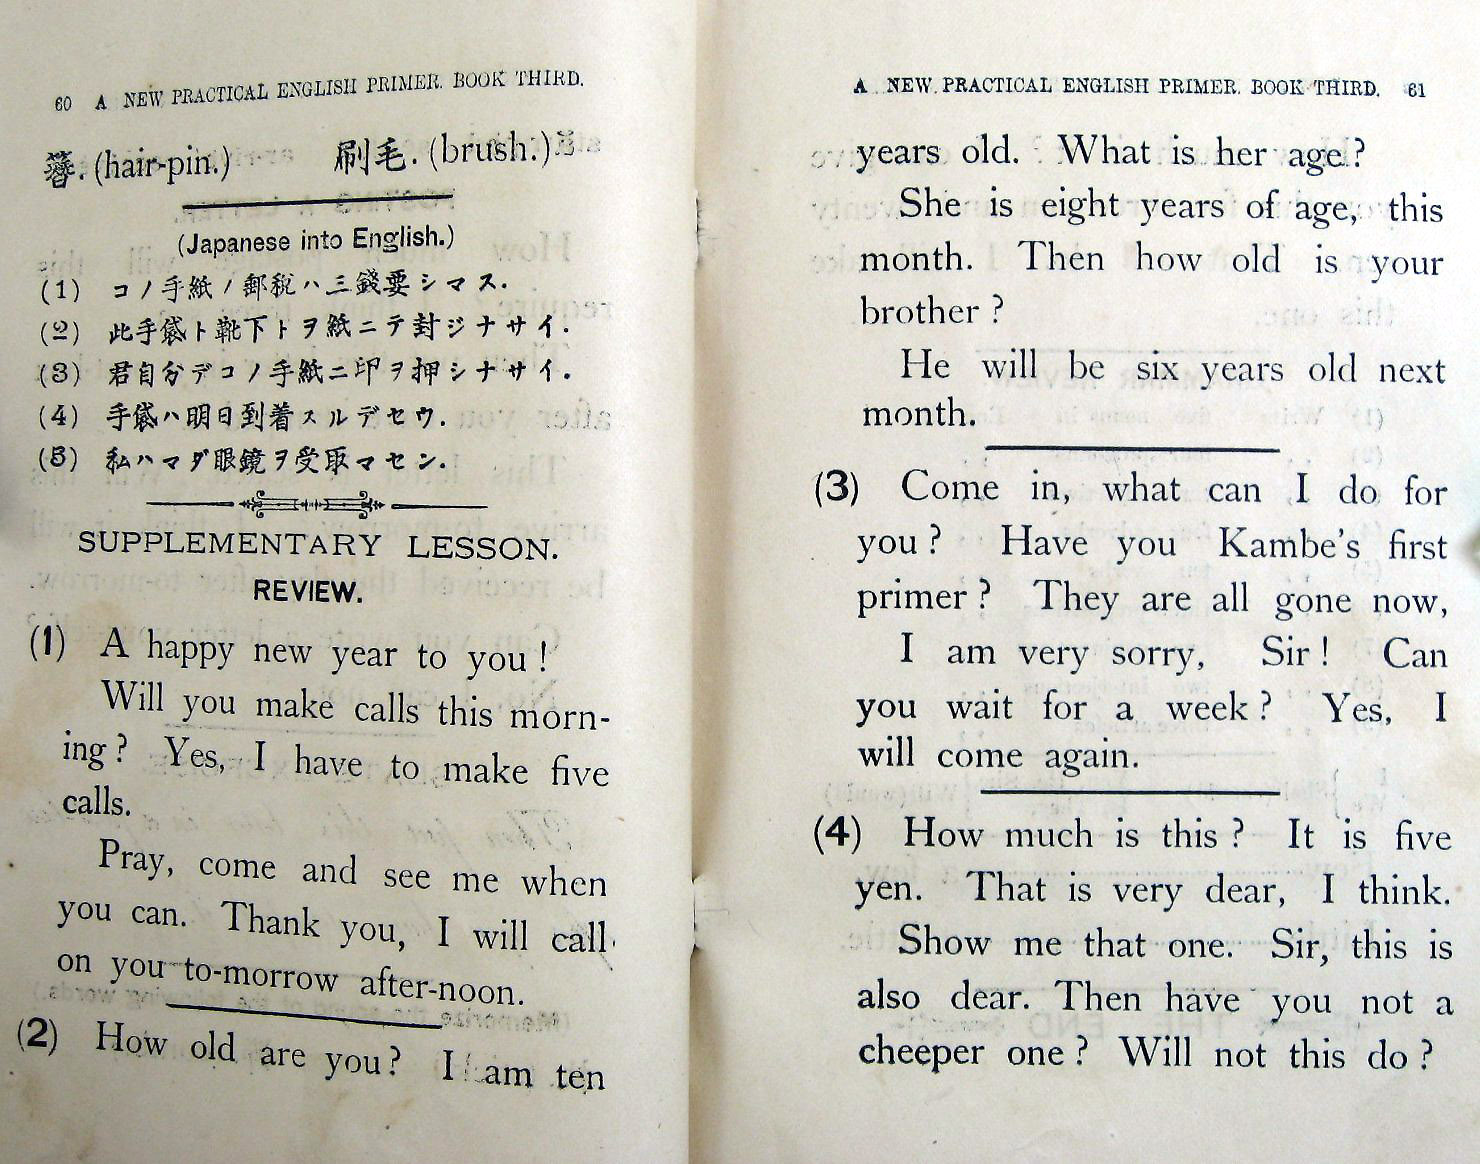 60 A NEW PRACTICAL ENGLISH PRIMER. BOOK THIRD.
簪.(hair-pin.) 刷毛.(brush.)
(Japanese into English.)
(1) コノ手紙ノ郵税ハ三錢要シマス.
(2) 此手袋ト靴下トヲ紙ニテ封ジナサイ.
(3) 君自分デコノ手紙ニ印ヲ押シナサイ.
(4) 手袋ハ明日到着スルデセウ.
(5) 私ハマダ眼鏡ヲ受取マセン.
SUPPLEMENTARY LESSON.
REVIEW.
(1) A happy new year to you!
Will you make calls this morn-
ing? Yes, I have to make five
calls.
Pray, come and see me when
you can. Thank you, I will call
on you to-morrow after-noon.
(2) How old are you? I am ten
A NEW PRACTICAL ENGLISH PRIMER. BOOK THIRD. 61
years old. What is her age?
She is eight years of age, this
month. Then how old is your
brother?
He will be six years old next
month.
(3) Come in, what can I do for
you? Have you Kambe's first
primer? They are all gone now,
I am very sorry, Sir! Can
you wait for a week? Yes, I
will come again.
(4) How much is this? It is five
yen. That is very dear, I think.
Show me that one. Sir, this is
also dear. Then have you not a
cheeper one? Will not this do?